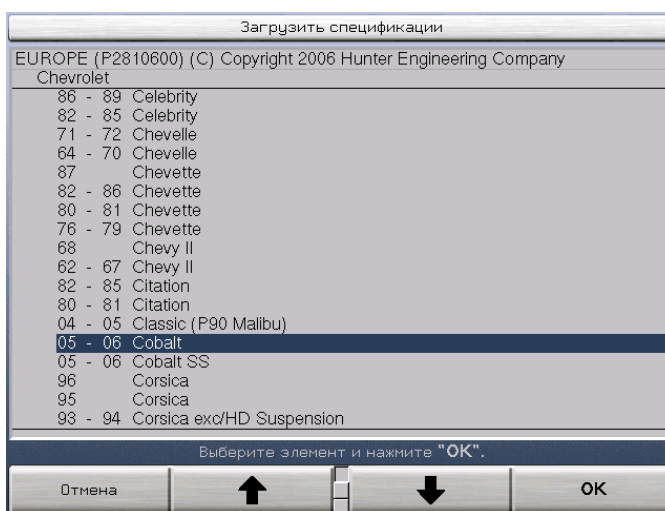 Загрузить спецификации
EUROPE (P2810600) (C) Copyright 2006 Hunter Engineering Company
Chevrolet
86 - 89 Celebrity
82 - 85 Celebrity
71 - 72 Chevelle
64 - 70 Chevelle
87 Chevette
82 - 86 Chevette
80 - 81 Chevette
76 - 79 Chevette
68 Chevy II
62 - 67 Chevy II
82 - 85 Citation
80 - 81 Citation
04 - 05 Classic (P90 Malibu)
05 - 06 Cobalt
05 - 06 Cobalt SS
96 Corsica
95 Corsica
93 - 94 Corsica exc/HD Suspension
Выберите элемент и нажмите "OK".
Отмена OK